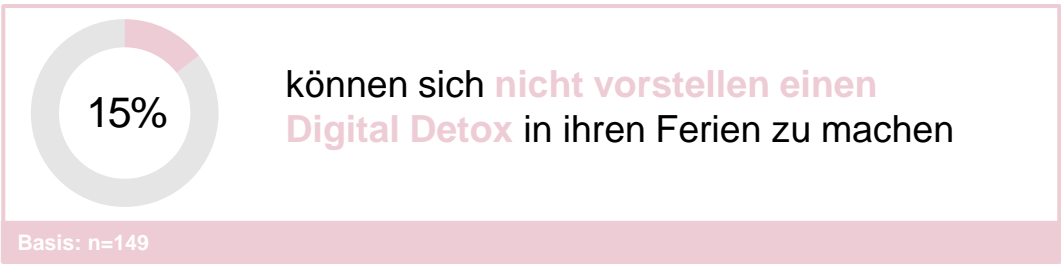 15%
können sich nicht vorstellen einen
Digital Detox in ihren Ferien zu machen
Basis: n=149